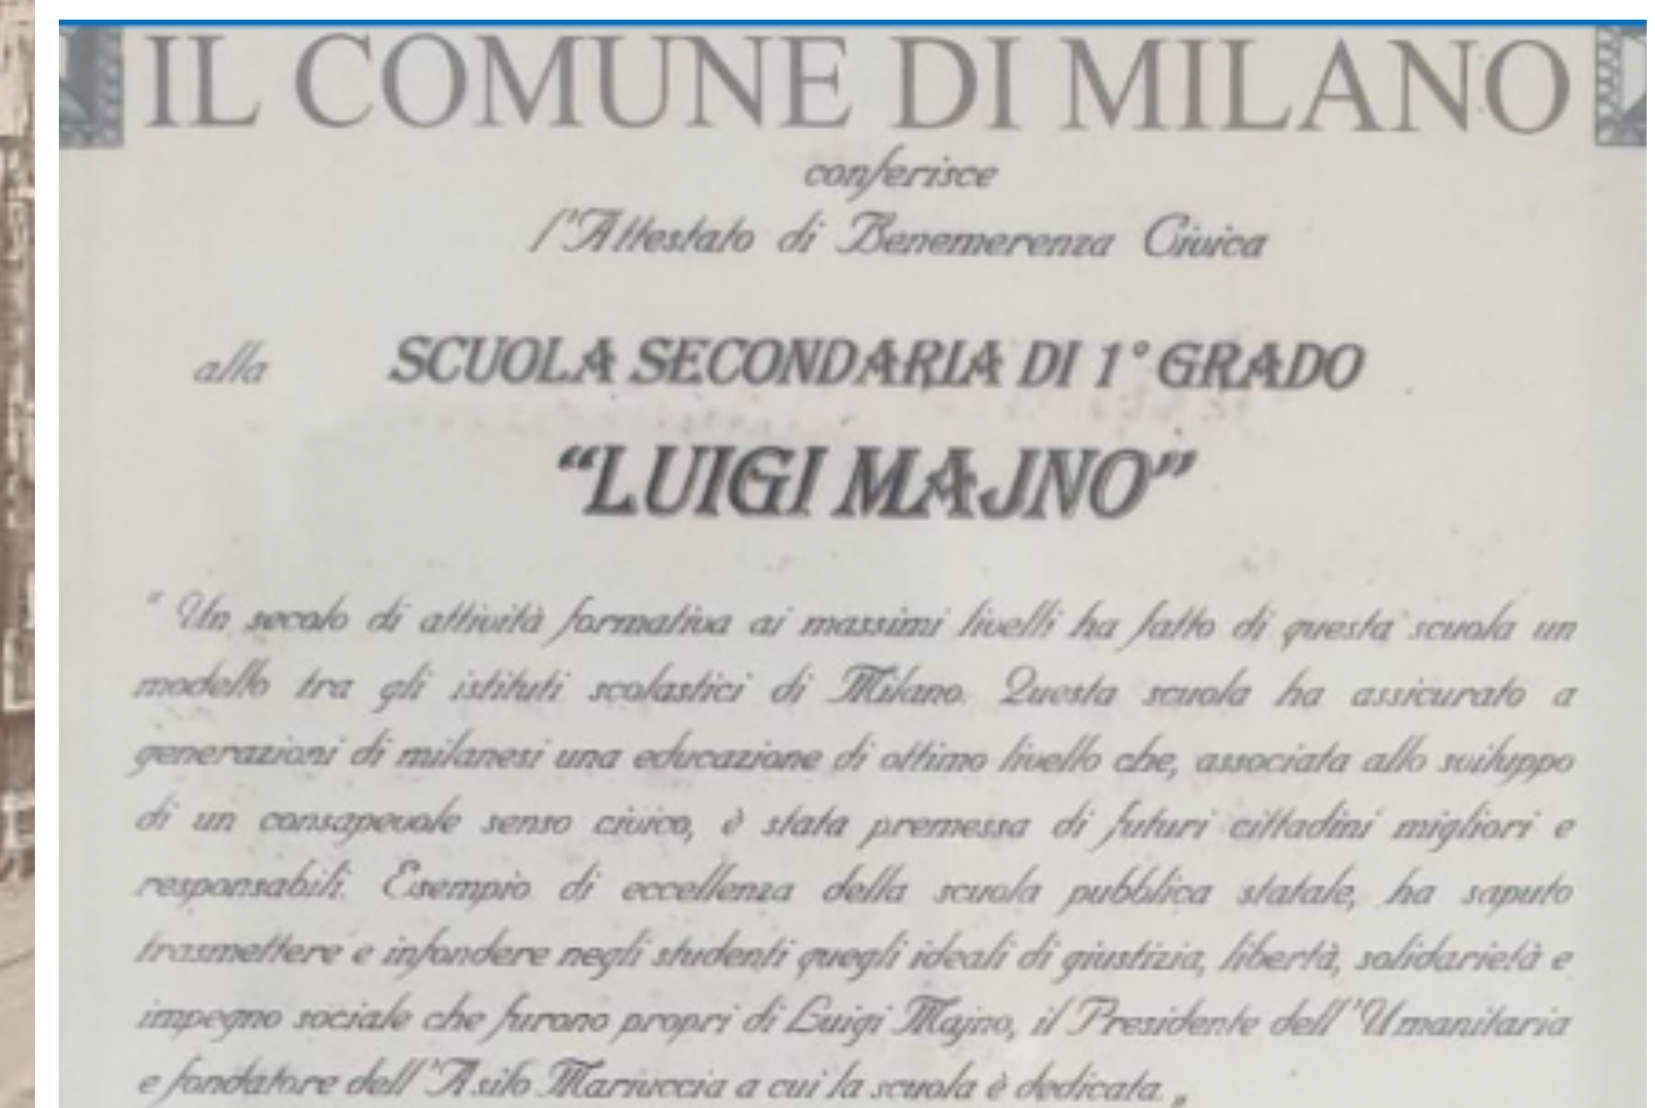 IL COMUNE DI MILANO
conferisce
l'Attestato di Benemerenza Civica
alla SCUOLA SECONDARIA DI 1° GRADO
“LUIGI MAJNO”
“ Un secolo di attività formativa ai massimi livelli ha fatto di questa scuola un
modello tra gli istituti scolastici di Milano. Questa scuola ha assicurato a
generazioni di milanesi una educazione di ottimo livello che, associata allo sviluppo
di un consapevole senso civico, è stata premessa di futuri cittadini migliori e
responsabili. Esempio di eccellenza della scuola pubblica statale, ha saputo
trasmettere e infondere negli studenti quegli ideali di giustizia, libertà, solidarietà e
impegno sociale che furono propri di Luigi Majno, il Presidente dell'Umanitaria
e fondatore dell'Asilo Mariuccia a cui la scuola è dedicata. „